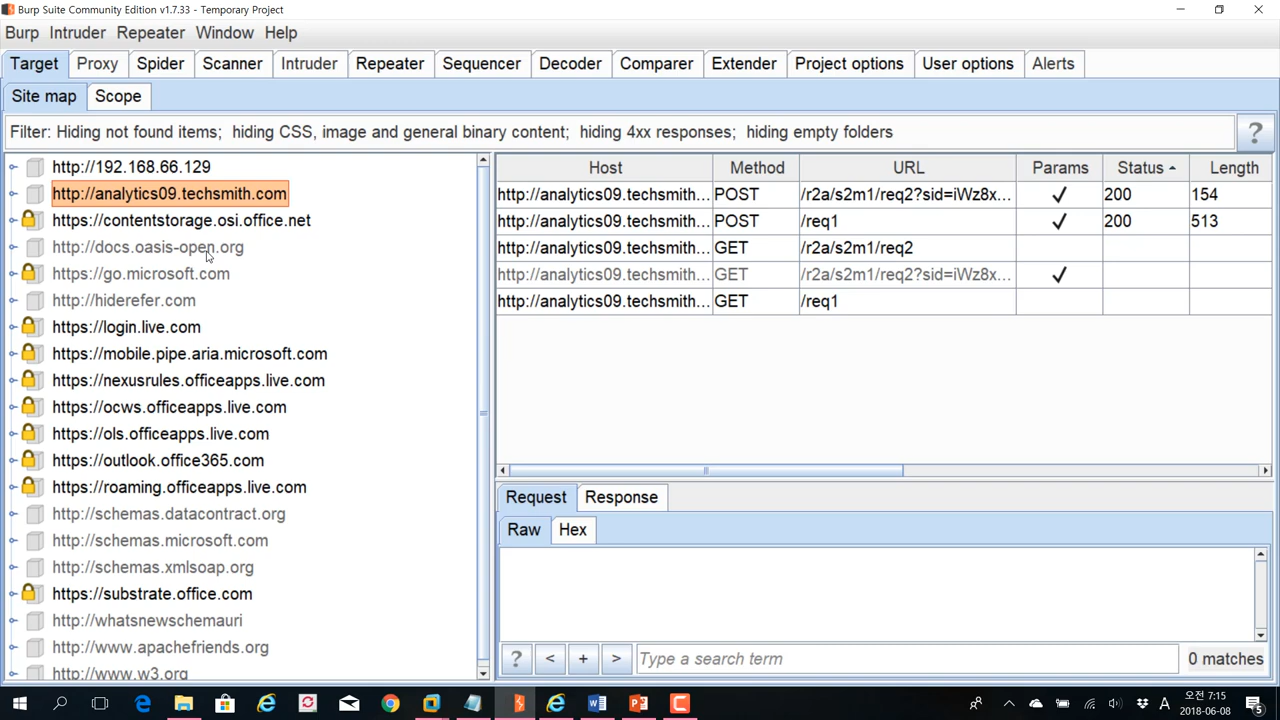 Burp Suite Community Edition v1.7.33 - Temporary Project
Burp Intruder Repeater Window Help
Target Proxy Spider Scanner Intruder Repeater Sequencer Decoder Comparer Extender Project options User options Alerts
Site map Scope
Filter: Hiding not found items; hiding CSS, image and general binary content; hiding 4xx responses; hiding empty folders ?
http://192.168.66.129
http://analytics09.techsmith.com
https://contentstorage.osi.office.net
http://docs.oasis-open.org
https://go.microsoft.com
http://hiderefer.com
https://login.live.com
https://mobile.pipe.aria.microsoft.com
https://nexusrules.officeapps.live.com
https://ocws.officeapps.live.com
https://ols.officeapps.live.com
https://outlook.office365.com
https://roaming.officeapps.live.com
http://schemas.datacontract.org
http://schemas.microsoft.com
http://schemas.xmlsoap.org
https://substrate.office.com
http://whatsnewschemauri
http://www.apachefriends.org
http://www.w3.org
Host Method URL Params Status Length
http://analytics09.techsmith... POST /r2a/s2m1/req2?sid=iWz8x... ✓ 200 154
http://analytics09.techsmith... POST /req1 ✓ 200 513
http://analytics09.techsmith... GET /r2a/s2m1/req2
http://analytics09.techsmith... GET /r2a/s2m1/req2?sid=iWz8x... ✓
http://analytics09.techsmith... GET /req1
Request Response
Raw Hex
? < + > Type a search term 0 matches
A 오전 7:15
2018-06-08 5